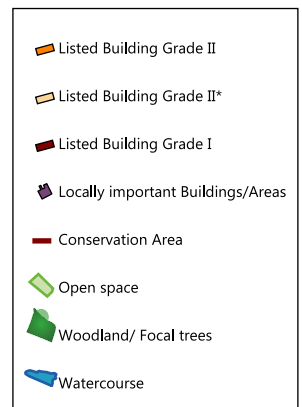 Listed Building Grade II
Listed Building Grade II*
Listed Building Grade I
Locally important Buildings/Areas
Conservation Area
Open space
Woodland/ Focal trees
Watercourse